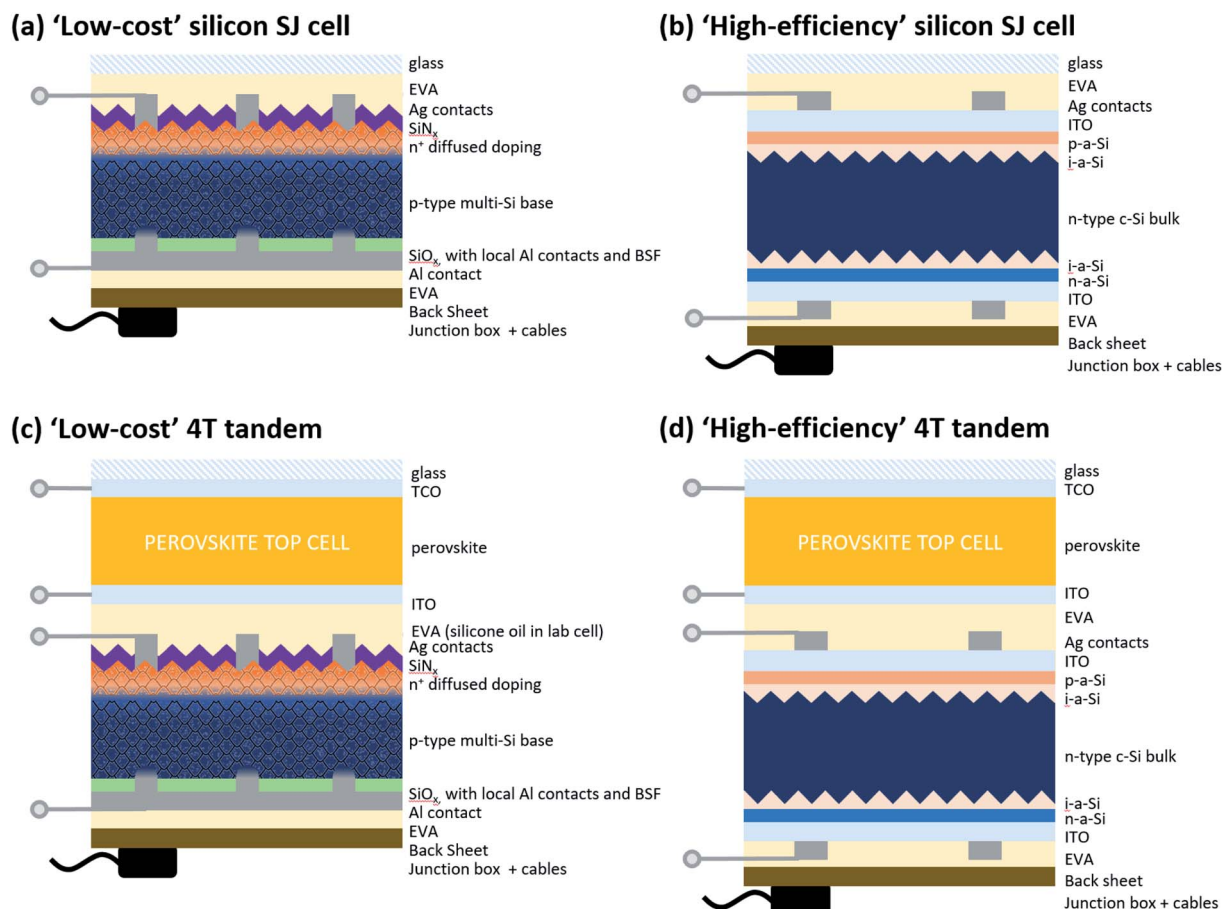 (a) ‘Low-cost’ silicon SJ cell
glass
EVA
Ag contacts
SiNx
n+ diffused doping
p-type multi-Si base
SiOx, with local Al contacts and BSF
Al contact
EVA
Back Sheet
Junction box + cables
(b) ‘High-efficiency’ silicon SJ cell
glass
EVA
Ag contacts
ITO
p-a-Si
i-a-Si
n-type c-Si bulk
i-a-Si
n-a-Si
ITO
EVA
Back sheet
Junction box + cables
(c) ‘Low-cost’ 4T tandem
glass
TCO
PEROVSKITE TOP CELL
perovskite
ITO
EVA (silicone oil in lab cell)
Ag contacts
SiNx
n+ diffused doping
p-type multi-Si base
SiOx, with local Al contacts and BSF
Al contact
EVA
Back Sheet
Junction box + cables
(d) ‘High-efficiency’ 4T tandem
glass
TCO
PEROVSKITE TOP CELL
perovskite
ITO
EVA
Ag contacts
ITO
p-a-Si
i-a-Si
n-type c-Si bulk
i-a-Si
n-a-Si
ITO
EVA
Back sheet
Junction box + cables